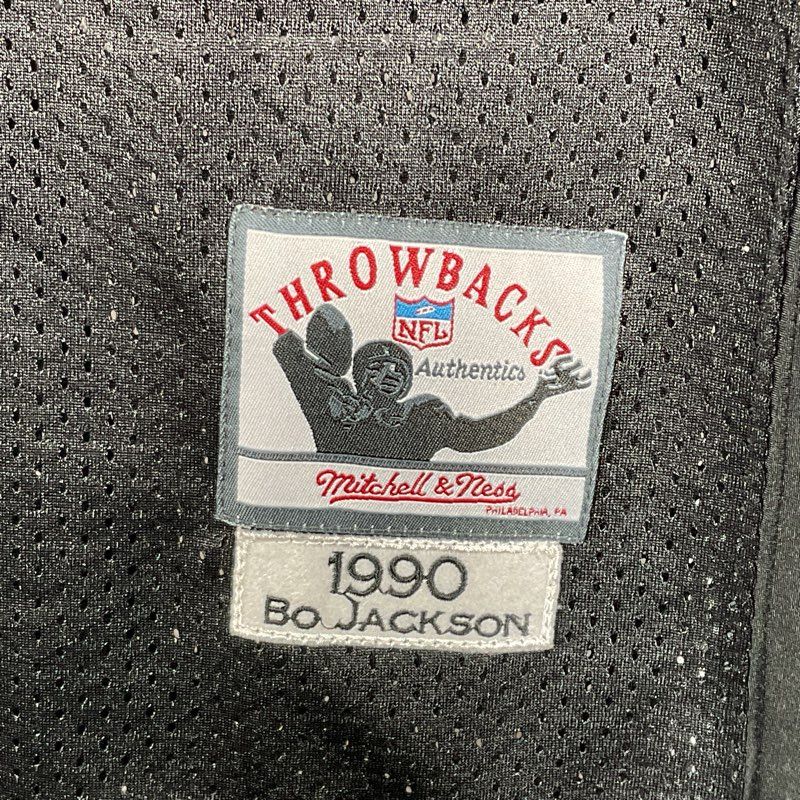 THROWBACKS
NFL
Authentics
Mitchell & Ness
PHILADELPHIA, PA
1990
BO JACKSON